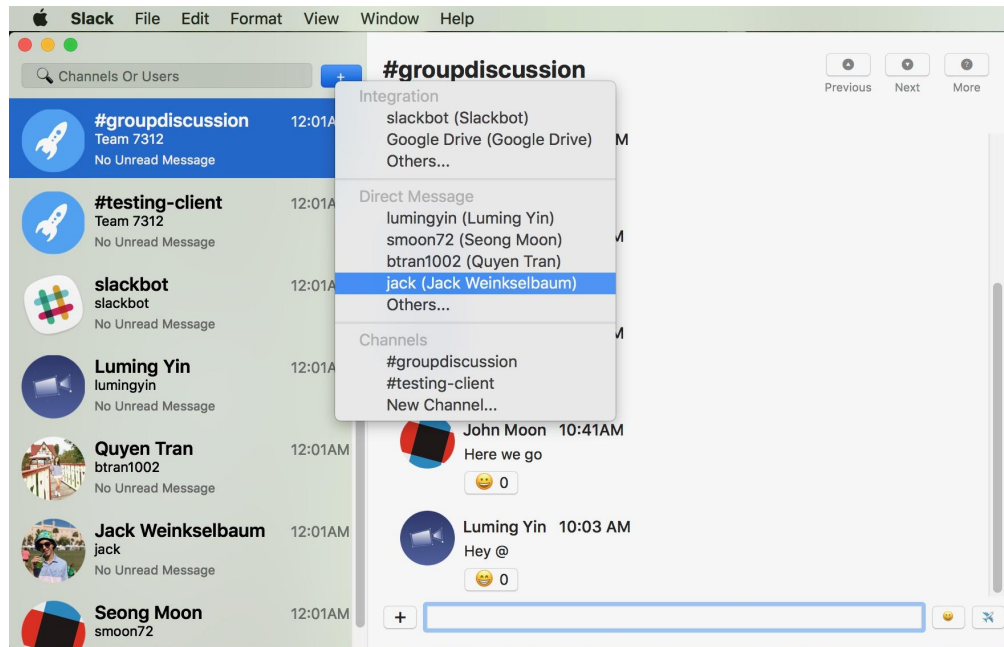 Slack File Edit Format View Window Help
Channels Or Users
+
#groupdiscussion
12:01A
Team 7312
No Unread Message
#testing-client
12:01A
Team 7312
No Unread Message
slackbot
12:01A
slackbot
No Unread Message
Luming Yin
12:01A
lumingyin
No Unread Message
Quyen Tran
12:01AM
btran1002
No Unread Message
Jack Weinkselbaum
12:01AM
jack
No Unread Message
Seong Moon
12:01AM
smoon72
#groupdiscussion
Previous Next More
Integration
slackbot (Slackbot)
Google Drive (Google Drive)
Others...
Direct Message
lumingyin (Luming Yin)
smoon72 (Seong Moon)
btran1002 (Quyen Tran)
jack (Jack Weinkselbaum)
Others...
Channels
#groupdiscussion
#testing-client
New Channel...
M
M
M
John Moon 10:41AM
Here we go
😀 0
Luming Yin 10:03 AM
Hey @
😁 0
+